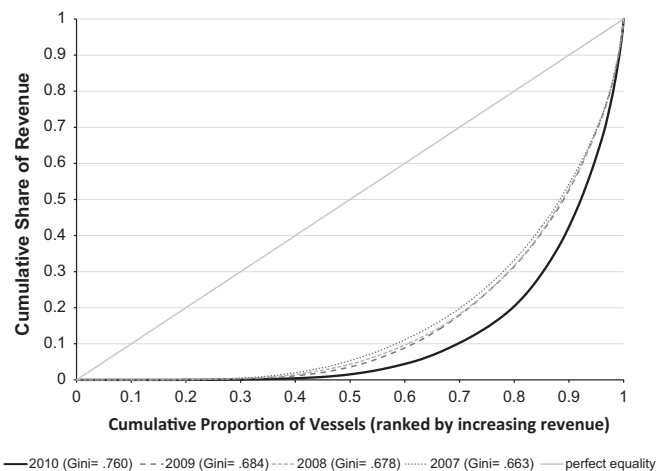 1
0.9
0.8
0.7
0.6
0.5
0.4
0.3
0.2
0.1
0
Cumulative Share of Revenue
0 0.1 0.2 0.3 0.4 0.5 0.6 0.7 0.8 0.9 1
Cumulative Proportion of Vessels (ranked by increasing revenue)
2010 (Gini= .760) 2009 (Gini= .684) 2008 (Gini= .678) 2007 (Gini= .663) perfect equality